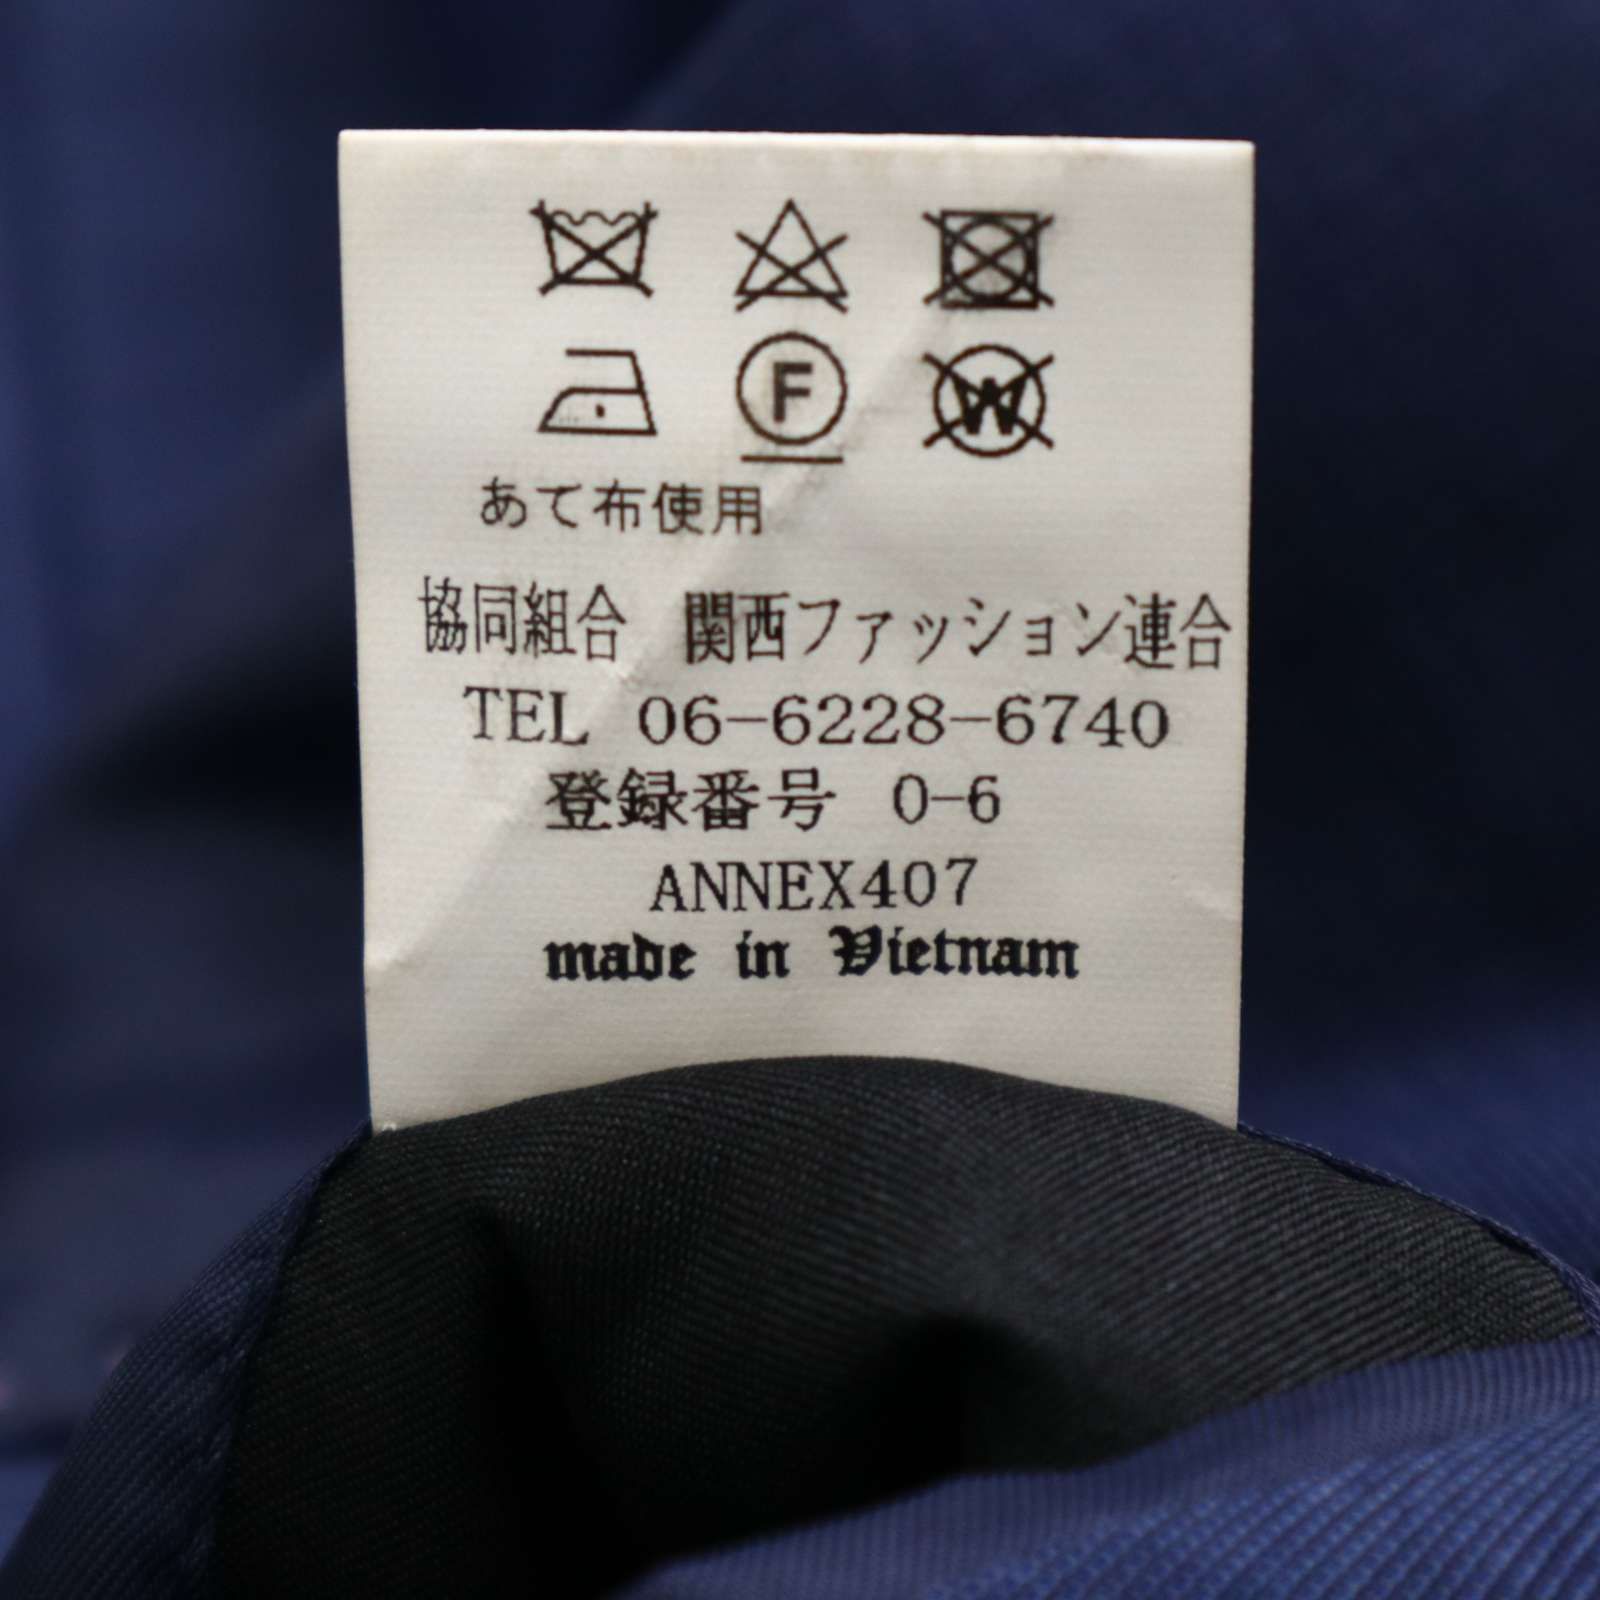 F W
あて布使用
協同組合 関西ファッション連合
TEL 06-6228-6740
登録番号 0-6
ANNEX407
made in Vietnam